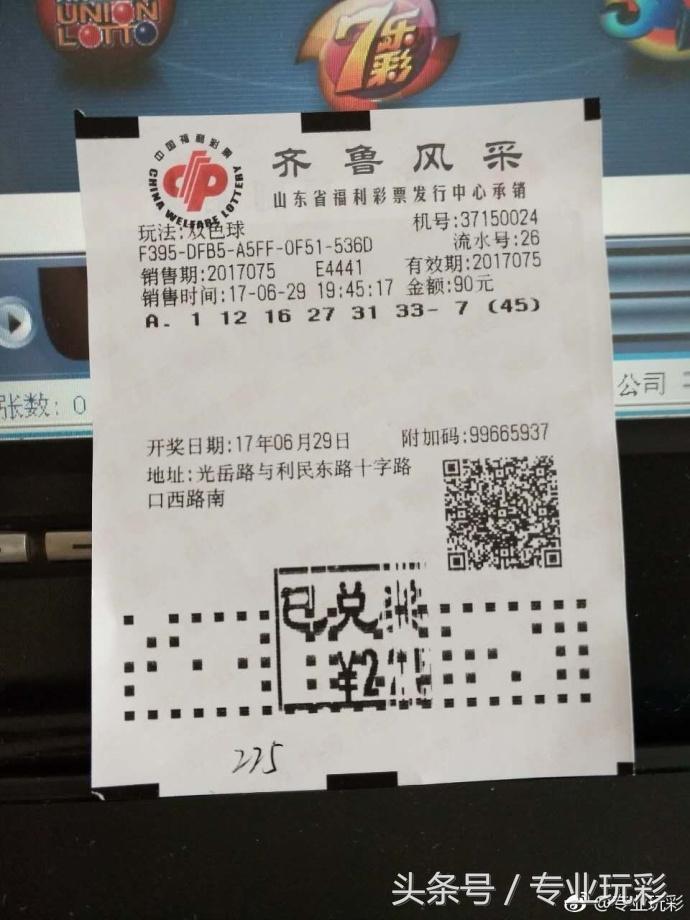 UNION
LOTTO
7乐彩
中国福利彩票
CHINA WELFARE LOTTERY
齐鲁风采
山东省福利彩票发行中心承销
玩法:双色球
机号:37150024
F395-DFB5-A5FF-0F51-536D
流水号:26
销售期:2017075 E4441 有效期:2017075
销售时间:17-06-29 19:45:17 金额:90元
A. 1 12 16 27 31 33- 7 (45)
张数: 0
公司
开奖日期:17年06月29日
附加码:99665937
地址:光岳路与利民东路十字路
口西路南
已兑奖
¥2
225
头条号 / 专业玩彩
@专业玩彩